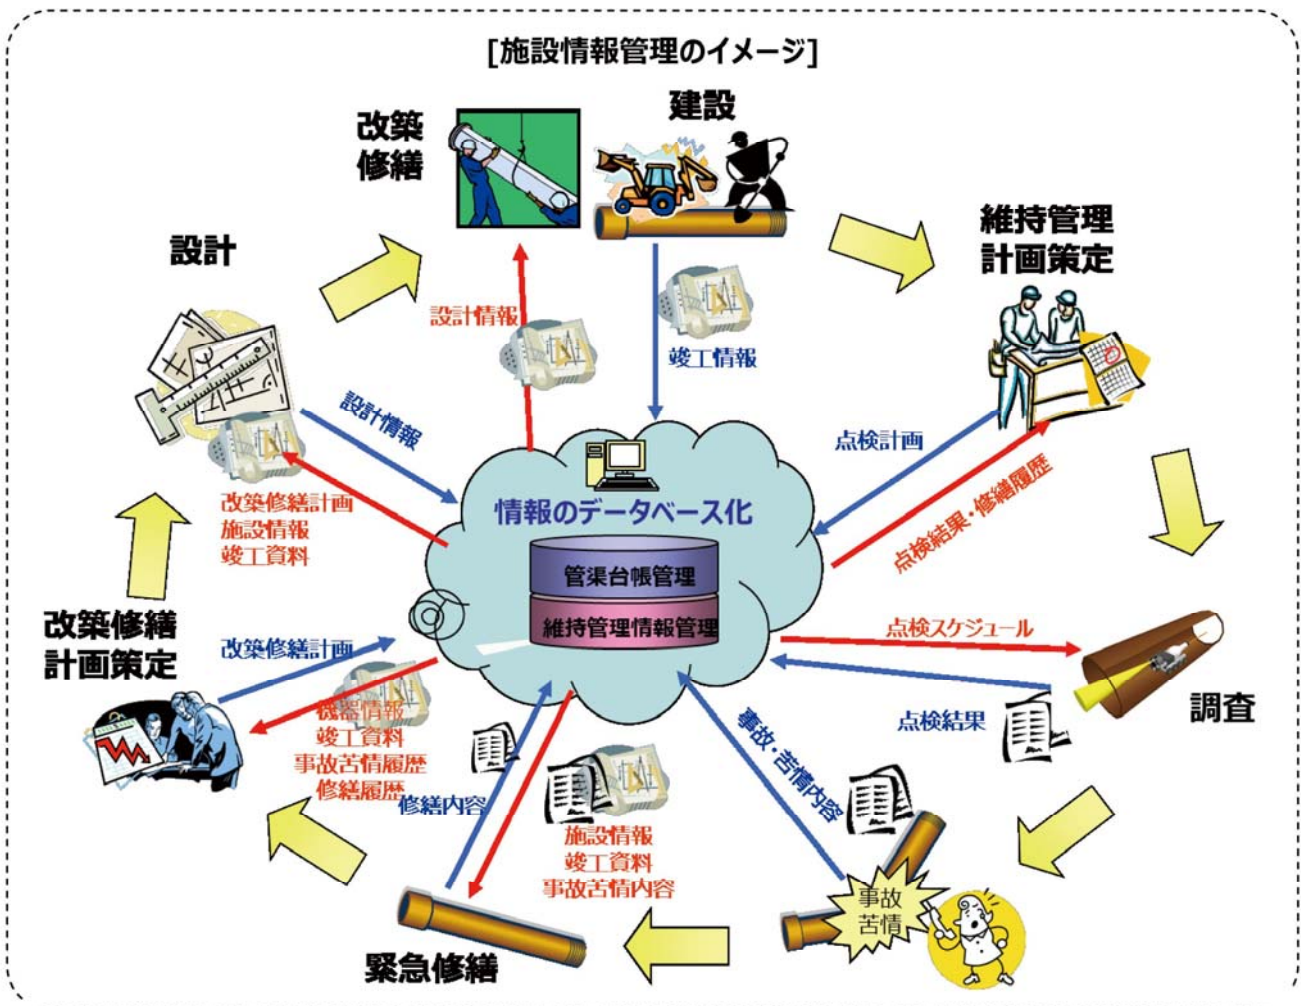 [施設情報管理のイメージ]
建設
改築
修繕
維持管理
計画策定
設計
設計情報
竣工情報
設計情報
点検計画
点検結果・修繕履歴
情報のデータベース化
管渠台帳管理
維持管理情報管理
改築修繕計画
施設情報
竣工資料
改築修繕
計画策定
改築修繕計画
機器情報
竣工資料
事故苦情履歴
修繕履歴
修繕内容
点検スケジュール
点検結果
調査
事故・苦情内容
施設情報
竣工資料
事故苦情内容
事故
苦情
緊急修繕